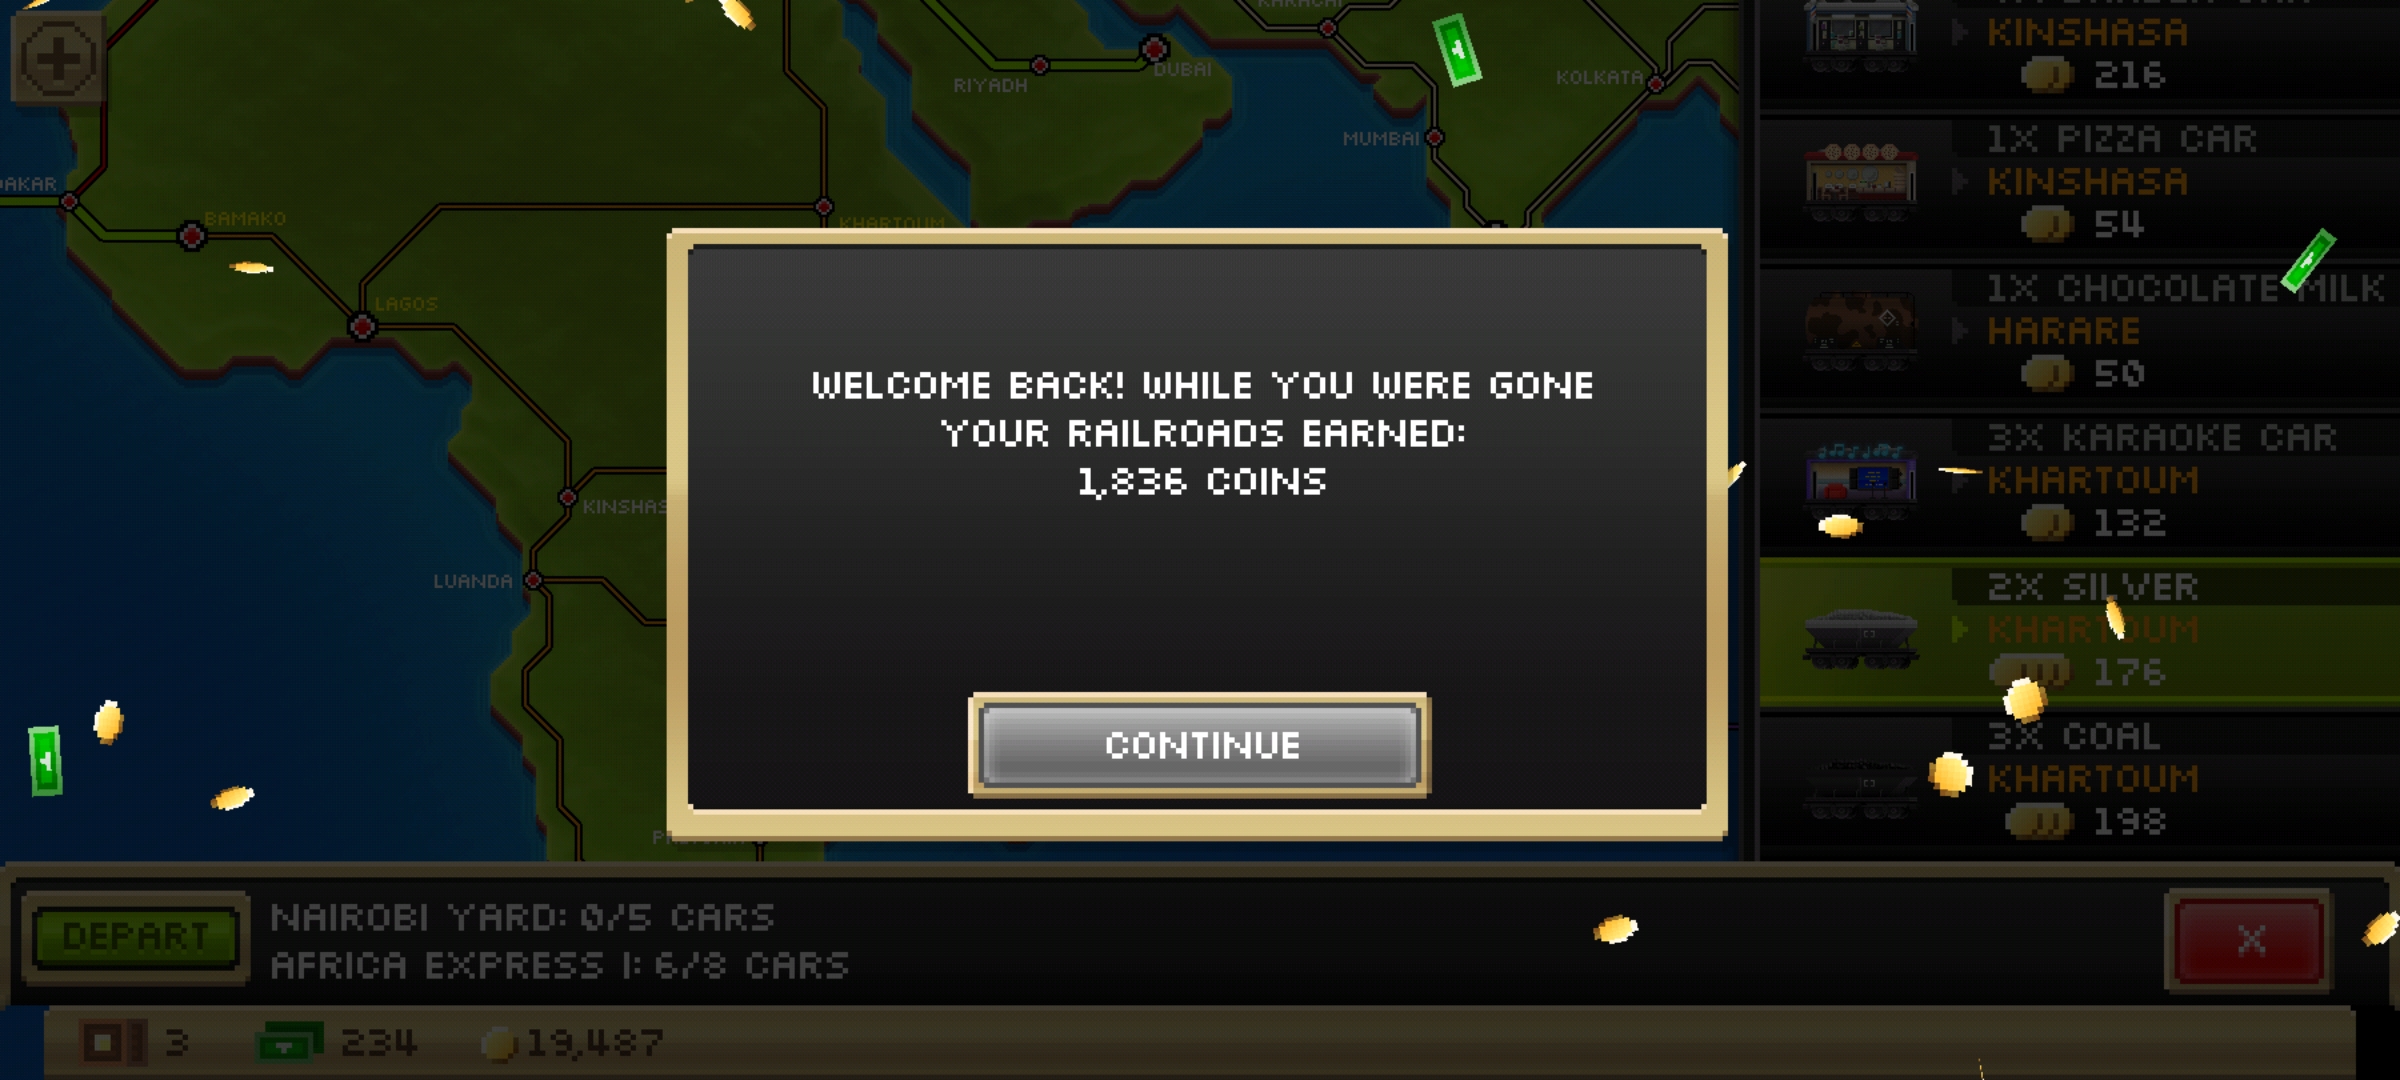 KARACHI
RIYADH
DUBAI
KOLKATA
MUMBAI
BAMAKO
KHARTOUM
LAGOS
LUANDA
KINSHASA
216
1X PIZZA CAR
KINSHASA
54
1X CHOCOLATE MILK
HARARE
50
3X KARAOKE CAR
KHARTOUM
132
2X SILVER
KHARTOUM
176
3X COAL
KHARTOUM
198
WELCOME BACK! WHILE YOU WERE GONE
YOUR RAILROADS EARNED:
1,836 COINS
CONTINUE
DEPART
NAIROBI YARD: 0/5 CARS
AFRICA EXPRESS I: 6/8 CARS
X
3
234
19,487